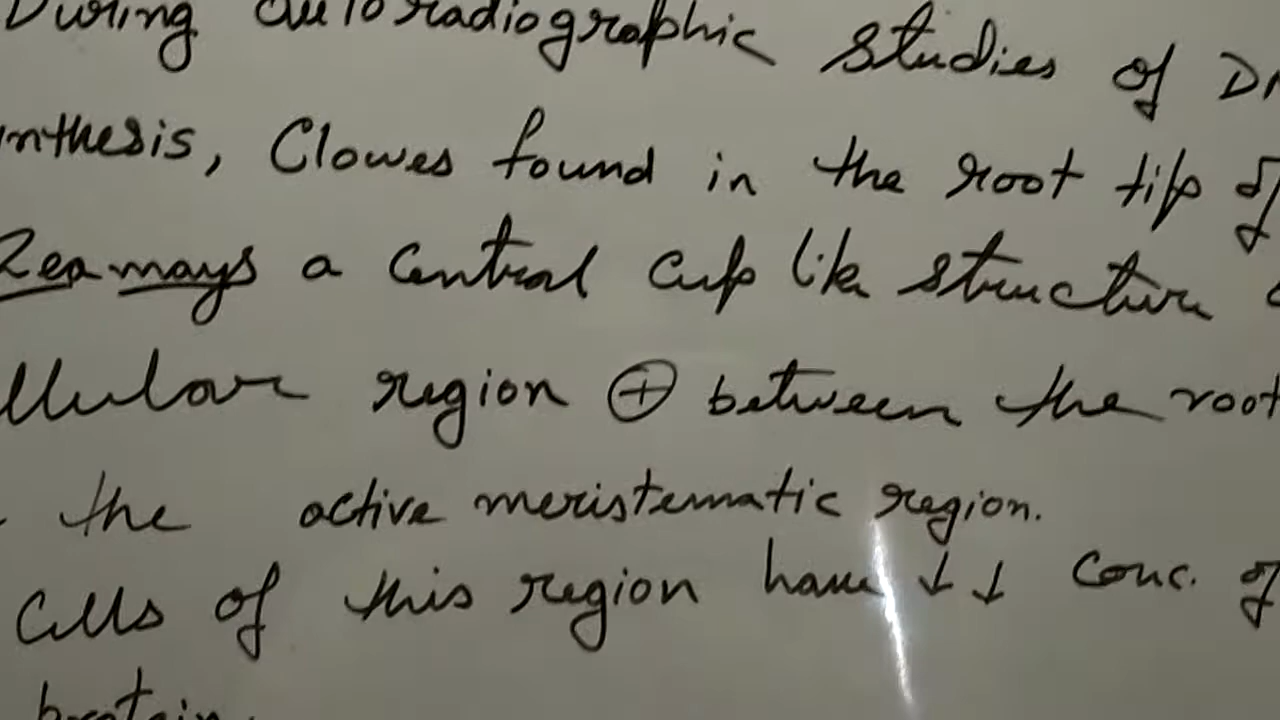 During autoradiographic studies of
nthesis, Clowes found in the root tip of
Zea mays a Central Cup like structure
llular region ⊕ between the root
the active meristematic region.
Cells of this region have ↓ ↓ Conc. of
protein.